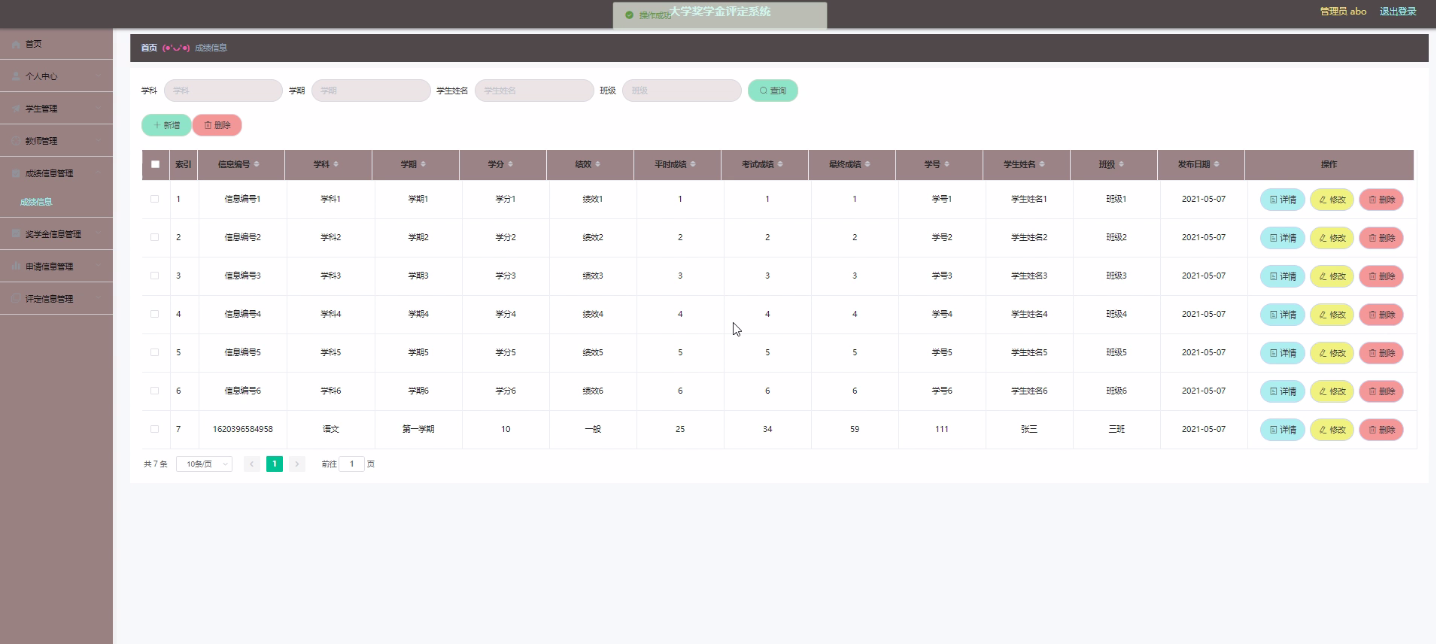 操作成功
大学奖学金评定系统
管理员 abo 退出登录
首页
个人中心
学生管理
教师管理
成绩信息管理
成绩信息
奖学金信息管理
申请信息管理
评定信息管理
首页 (●'◡'●) 成绩信息
学科 学科 学期 学期 学生姓名 学生姓名 班级 班级 查询
新增 删除
索引 信息编号 学科 学期 学分 绩效 平时成绩 考试成绩 最终成绩 学号 学生姓名 班级 发布日期 操作
1 信息编号1 学科1 学期1 学分1 绩效1 1 1 1 学号1 学生姓名1 班级1 2021-05-07 详情 修改 删除
2 信息编号2 学科2 学期2 学分2 绩效2 2 2 2 学号2 学生姓名2 班级2 2021-05-07 详情 修改 删除
3 信息编号3 学科3 学期3 学分3 绩效3 3 3 3 学号3 学生姓名3 班级3 2021-05-07 详情 修改 删除
4 信息编号4 学科4 学期4 学分4 绩效4 4 4 4 学号4 学生姓名4 班级4 2021-05-07 详情 修改 删除
5 信息编号5 学科5 学期5 学分5 绩效5 5 5 5 学号5 学生姓名5 班级5 2021-05-07 详情 修改 删除
6 信息编号6 学科6 学期6 学分6 绩效6 6 6 6 学号6 学生姓名6 班级6 2021-05-07 详情 修改 删除
7 1620396584958 语文 第一学期 10 一般 25 34 59 111 张三 三班 2021-05-07 详情 修改 删除
共 7 条 10条/页 1 前往 1 页